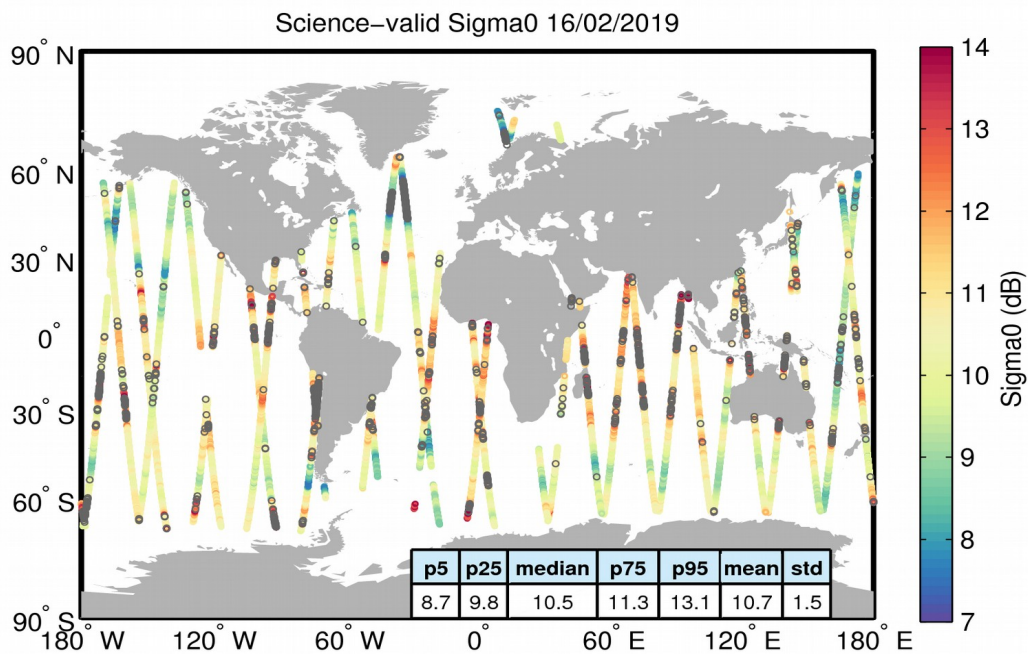 Science−valid Sigma0 16/02/2019
90° N
60° N
30° N
0°
30° S
60° S
90° S
180° W
120° W
60° W
0°
60° E
120° E
180° E
14
13
12
11
10
9
8
7
Sigma0 (dB)
p5 p25 median p75 p95 mean std
8.7 9.8 10.5 11.3 13.1 10.7 1.5